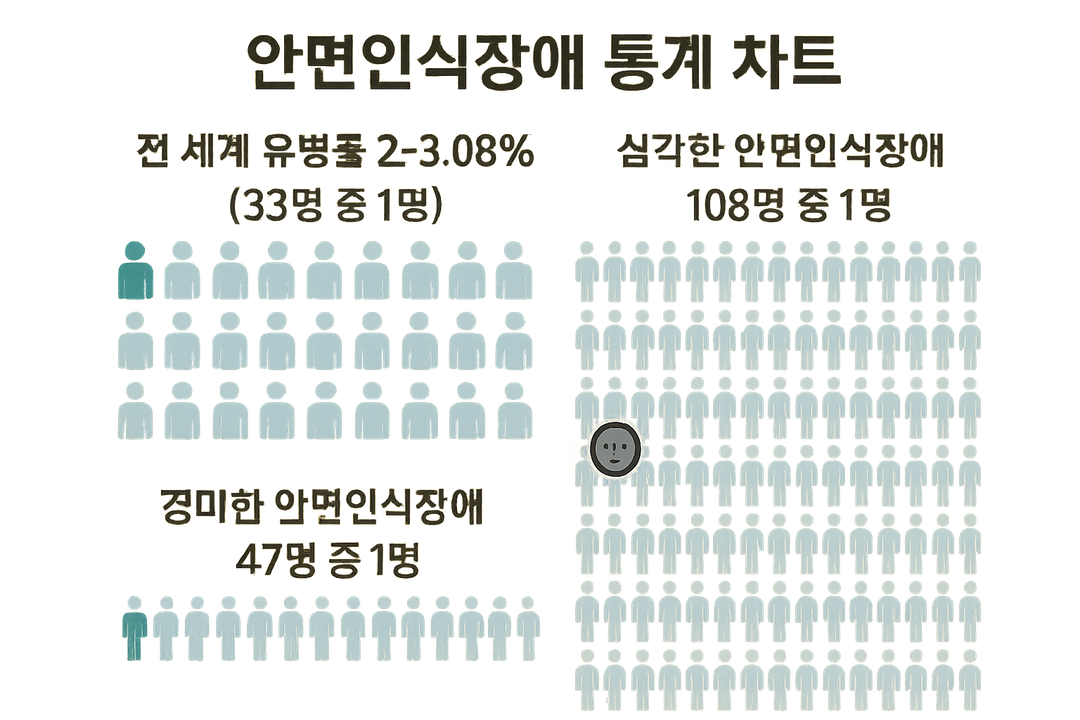 안면인식장애 통계 차트
전 세계 유병률 2-3.08%
(33명 중 1명)
심각한 안면인식장애
108명 중 1명
경미한 안면인식장애
47명 중 1명